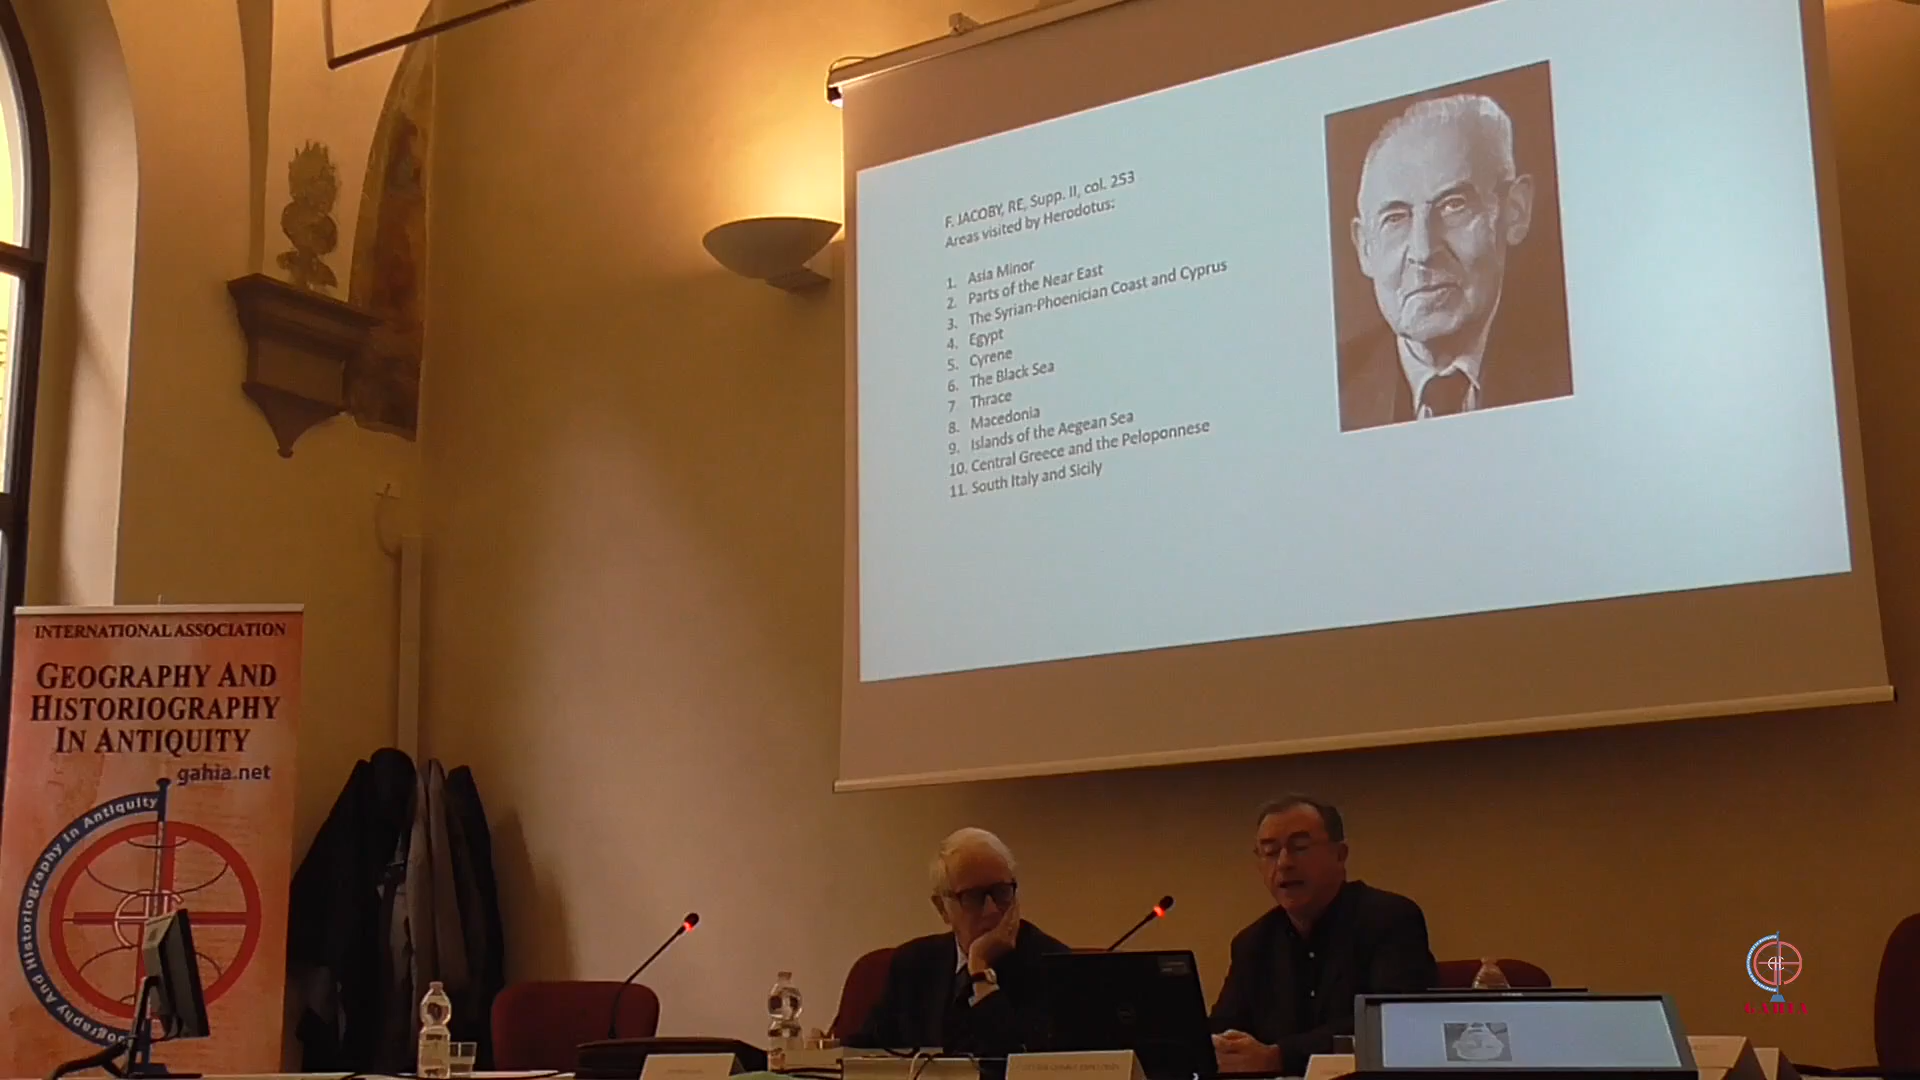 F. JACOBY, RE, Supp. II, col. 253
Areas visited by Herodotus:
1. Asia Minor
2. Parts of the Near East
3. The Syrian-Phoenician Coast and Cyprus
4. Egypt
5. Cyrene
6. The Black Sea
7 Thrace
8. Macedonia
9. Islands of the Aegean Sea
10. Central Greece and the Peloponnese
11. South Italy and Sicily
INTERNATIONAL ASSOCIATION
GEOGRAPHY AND
HISTORIOGRAPHY
IN ANTIQUITY
gahia.net
And Historiography In Antiquity
GAHIA